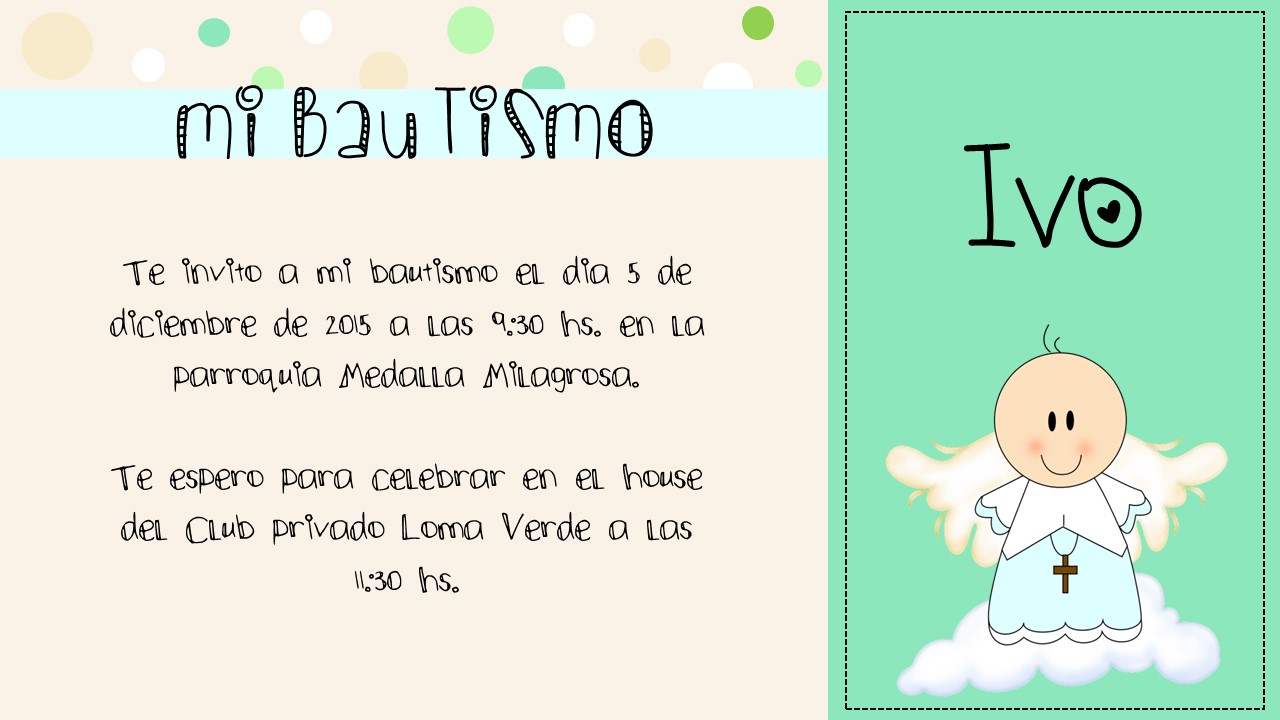 mi BauTiSmo
Te invito a mi bautismo el dia 5 de
diciembre de 2015 a las 9:30 hs. en la
parroquia Medalla Milagrosa.
Te espero para celebrar en el house
del Club privado Loma Verde a las
11:30 hs.
Ivo